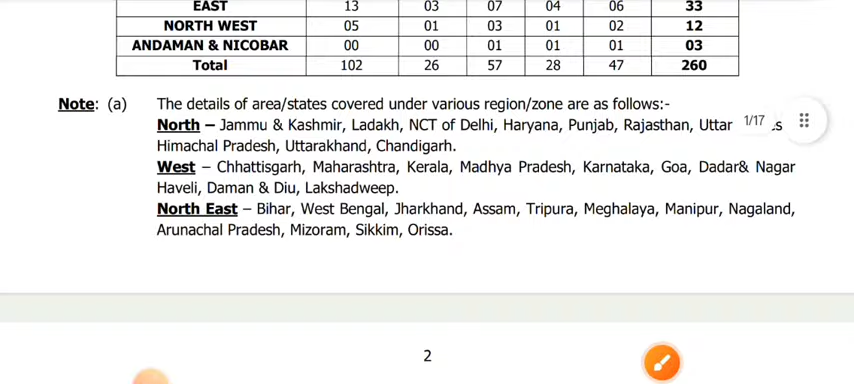 EAST 13 03 07 04 06 33
NORTH WEST 05 01 03 01 02 12
ANDAMAN & NICOBAR 00 00 01 01 01 03
Total 102 26 57 28 47 260
Note: (a) The details of area/states covered under various region/zone are as follows:-
North – Jammu & Kashmir, Ladakh, NCT of Delhi, Haryana, Punjab, Rajasthan, Uttar
1/17
Himachal Pradesh, Uttarakhand, Chandigarh.
West – Chhattisgarh, Maharashtra, Kerala, Madhya Pradesh, Karnataka, Goa, Dadar& Nagar
Haveli, Daman & Diu, Lakshadweep.
North East – Bihar, West Bengal, Jharkhand, Assam, Tripura, Meghalaya, Manipur, Nagaland,
Arunachal Pradesh, Mizoram, Sikkim, Orissa.
2